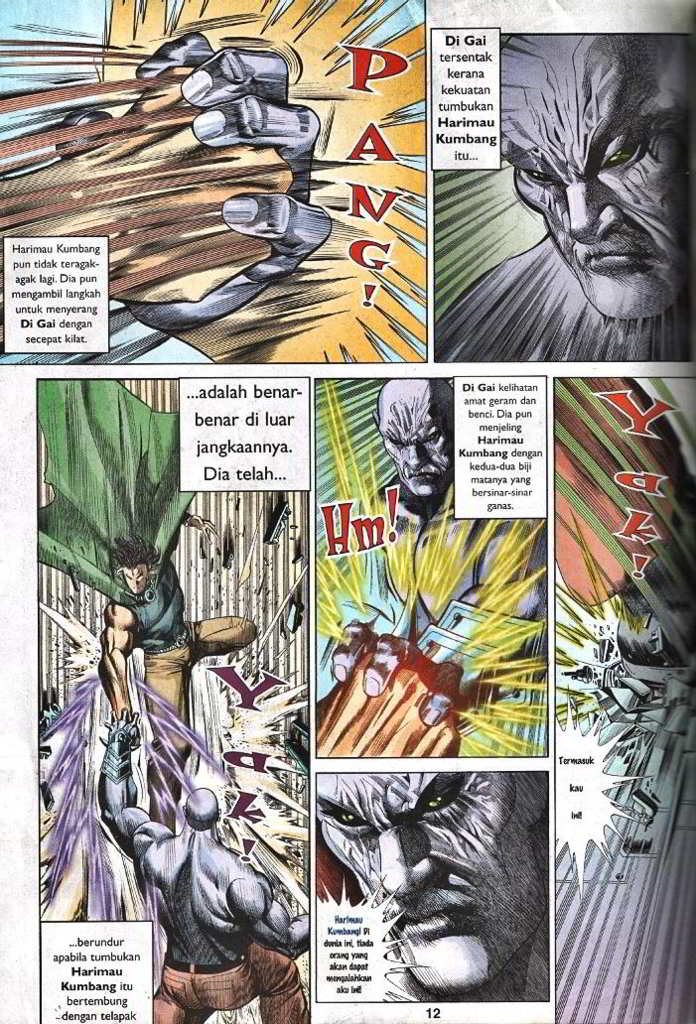 PANG!
Harimau Kumbang
pun tidak teragak-
agak lagi. Dia pun
mengambil langkah
untuk menyerang
Di Gai dengan
secepat kilat.
Di Gai
tersentak
kerana
kekuatan
tumbukan
Harimau
Kumbang
itu...
...adalah benar-
benar di luar
jangkaannya.
Dia telah...
Yak!
...berundur
apabila tumbukan
Harimau
Kumbang itu
bertembung
dengan telapak
Di Gai kelihatan
amat geram dan
benci. Dia pun
menjeling
Harimau
Kumbang dengan
kedua-dua biji
matanya yang
bersinar-sinar
ganas.
Hm!
Harimau
Kumbang! Di
dunia ini, tiada
orang yang
akan dapat
mengalahkan
aku ini!
Yak!
Termasuk
kau
ini!
12